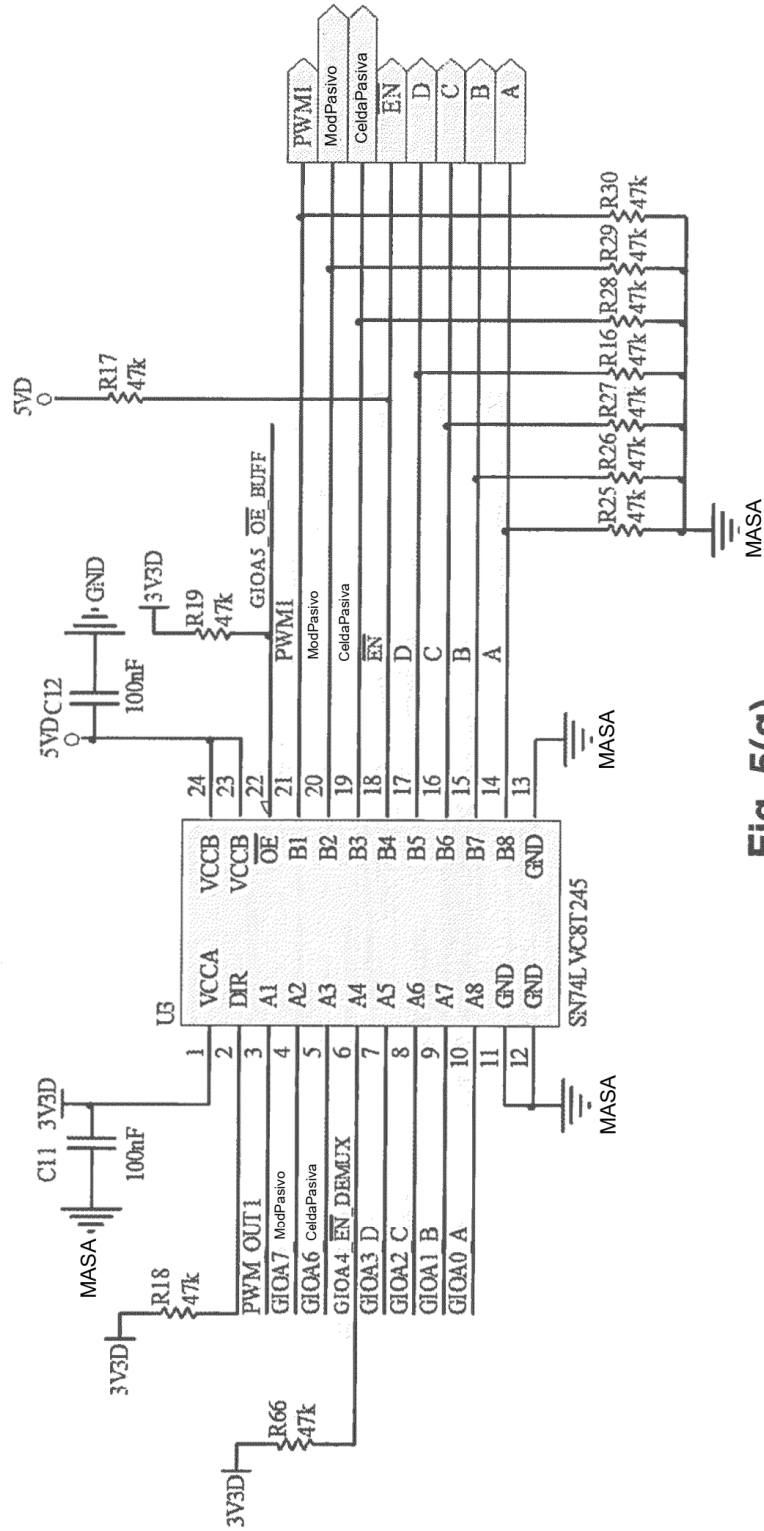 5VD
R17
47k
GND
C12
100nF
5VD
3V3D
R19
47k
GIOA5_OE_BUFF
C11
3V3D
100nF
MASA
R18
47k
3V3D
R66
47k
3V3D
U3
1 VCCA VCCB 24
2 DIR VCCB 23
PWM OUT1 3 A1 OE 22
GIOA7 ModPasivo 4 A2 B1 21 PWM1 PWM1
GIOA6 CeldaPasiva 5 A3 B2 20 ModPasivo ModPasivo
GIOA4_EN_DEMUX 6 A4 B3 19 CeldaPasiva CeldaPasiva
GIOA3 D 7 A5 B4 18 EN EN
GIOA2 C 8 A6 B5 17 D D
GIOA1 B 9 A7 B6 16 C C
GIOA0 A 10 A8 B7 15 B B
11 GND B8 14 A A
12 GND GND 13
SN74LVC8T245
MASA
MASA
R25 R26 R27 R16 R28 R29 R30
47k 47k 47k 47k 47k 47k 47k
MASA
Fig. 5(a)